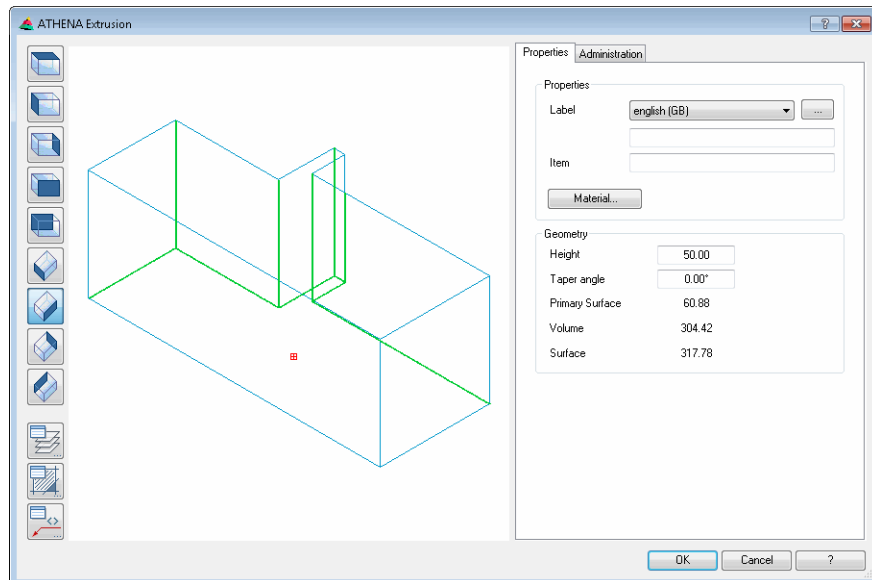 ATHENA Extrusion
?
Properties
Administration
Properties
Label
english (GB)
...
Item
Material...
Geometry
Height
50.00
Taper angle
0.00°
Primary Surface
60.88
Volume
304.42
Surface
317.78
OK
Cancel
?